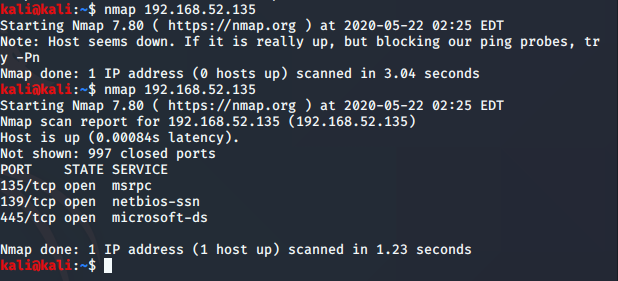 kali@kali:~$ nmap 192.168.52.135
Starting Nmap 7.80 ( https://nmap.org ) at 2020-05-22 02:25 EDT
Note: Host seems down. If it is really up, but blocking our ping probes, tr
y -Pn
Nmap done: 1 IP address (0 hosts up) scanned in 3.04 seconds
kali@kali:~$ nmap 192.168.52.135
Starting Nmap 7.80 ( https://nmap.org ) at 2020-05-22 02:25 EDT
Nmap scan report for 192.168.52.135 (192.168.52.135)
Host is up (0.00084s latency).
Not shown: 997 closed ports
PORT    STATE SERVICE
135/tcp open  msrpc
139/tcp open  netbios-ssn
445/tcp open  microsoft-ds
Nmap done: 1 IP address (1 host up) scanned in 1.23 seconds
kali@kali:~$